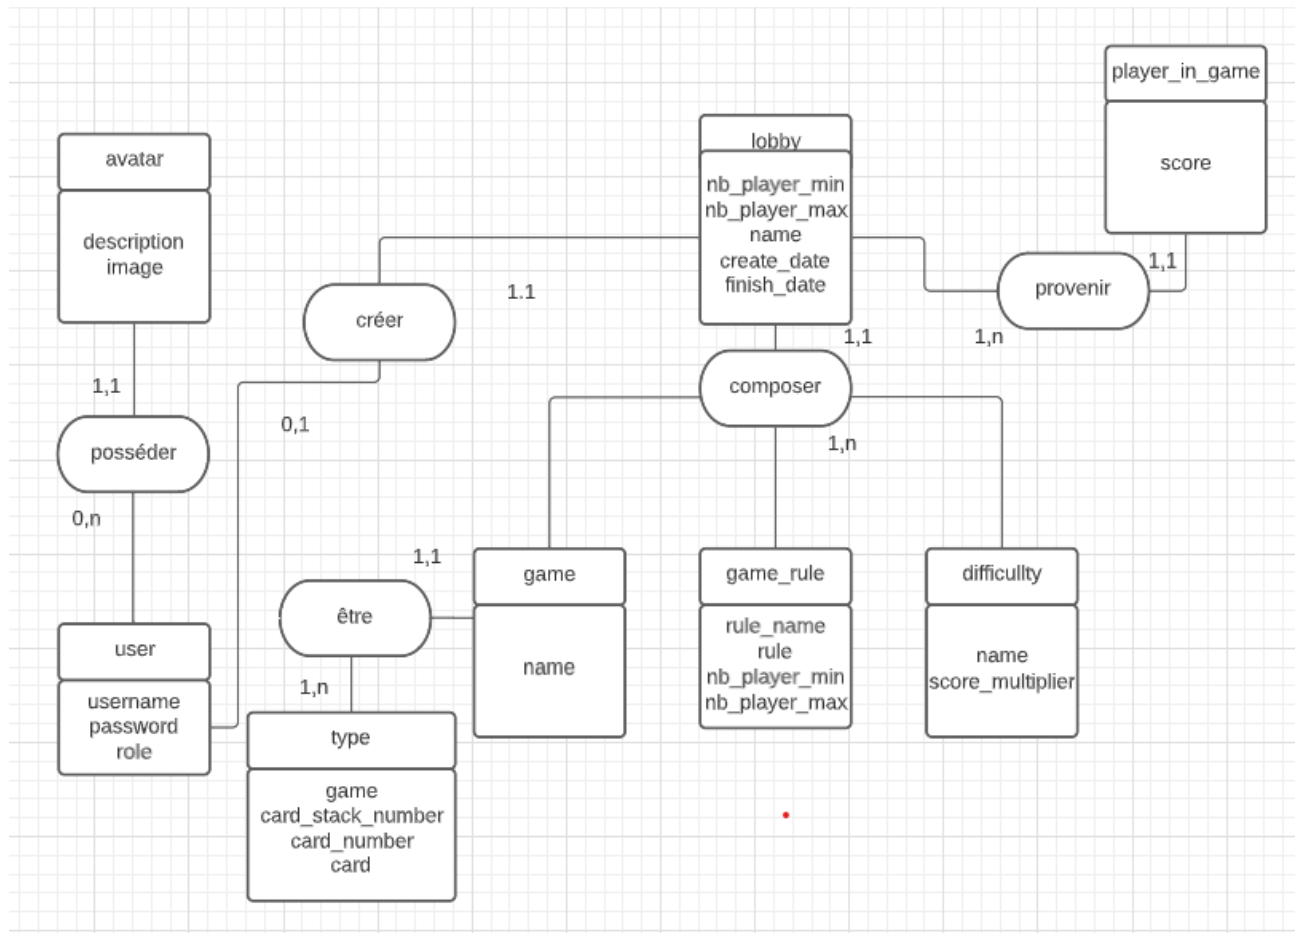 player_in_game
score
lobby
nb_player_min
nb_player_max
name
create_date
finish_date
avatar
description
image
1,1
provenir
1,n
créer
1.1
0,1
1,1
composer
1,n
1,1
posséder
0,n
1,1
être
1,n
game
name
game_rule
rule_name
rule
nb_player_min
nb_player_max
difficullty
name
score_multiplier
user
username
password
role
type
game
card_stack_number
card_number
card